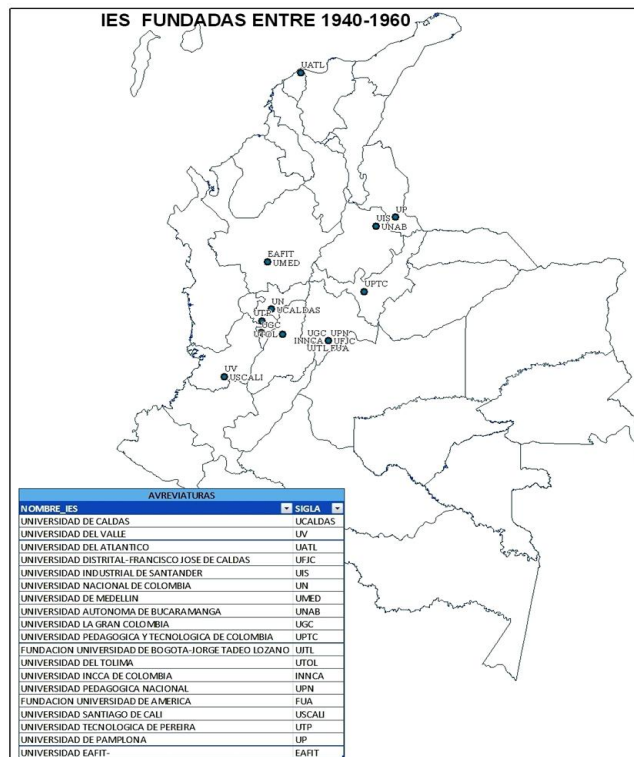 IES FUNDADAS ENTRE 1940-1960
UATL
UP
UIS
UNAB
EAFIT
UMED
UPTC
UN
UCALDAS
UTP
UGC
UTOL
UGC UPN
INNCA UFJC
UJTL FUA
UV
USCALI
AVREVIATURAS
NOMBRE_IES SIGLA
UNIVERSIDAD DE CALDAS UCALDAS
UNIVERSIDAD DEL VALLE UV
UNIVERSIDAD DEL ATLANTICO UATL
UNIVERSIDAD DISTRITAL-FRANCISCO JOSE DE CALDAS UFJC
UNIVERSIDAD INDUSTRIAL DE SANTANDER UIS
UNIVERSIDAD NACIONAL DE COLOMBIA UN
UNIVERSIDAD DE MEDELLIN UMED
UNIVERSIDAD AUTONOMA DE BUCARAMANGA UNAB
UNIVERSIDAD LA GRAN COLOMBIA UGC
UNIVERSIDAD PEDAGOGICA Y TECNOLOGICA DE COLOMBIA UPTC
FUNDACION UNIVERSIDAD DE BOGOTA-JORGE TADEO LOZANO UJTL
UNIVERSIDAD DEL TOLIMA UTOL
UNIVERSIDAD INCCA DE COLOMBIA INNCA
UNIVERSIDAD PEDAGOGICA NACIONAL UPN
FUNDACION UNIVERSIDAD DE AMERICA FUA
UNIVERSIDAD SANTIAGO DE CALI USCALI
UNIVERSIDAD TECNOLOGICA DE PEREIRA UTP
UNIVERSIDAD DE PAMPLONA UP
UNIVERSIDAD EAFIT- EAFIT